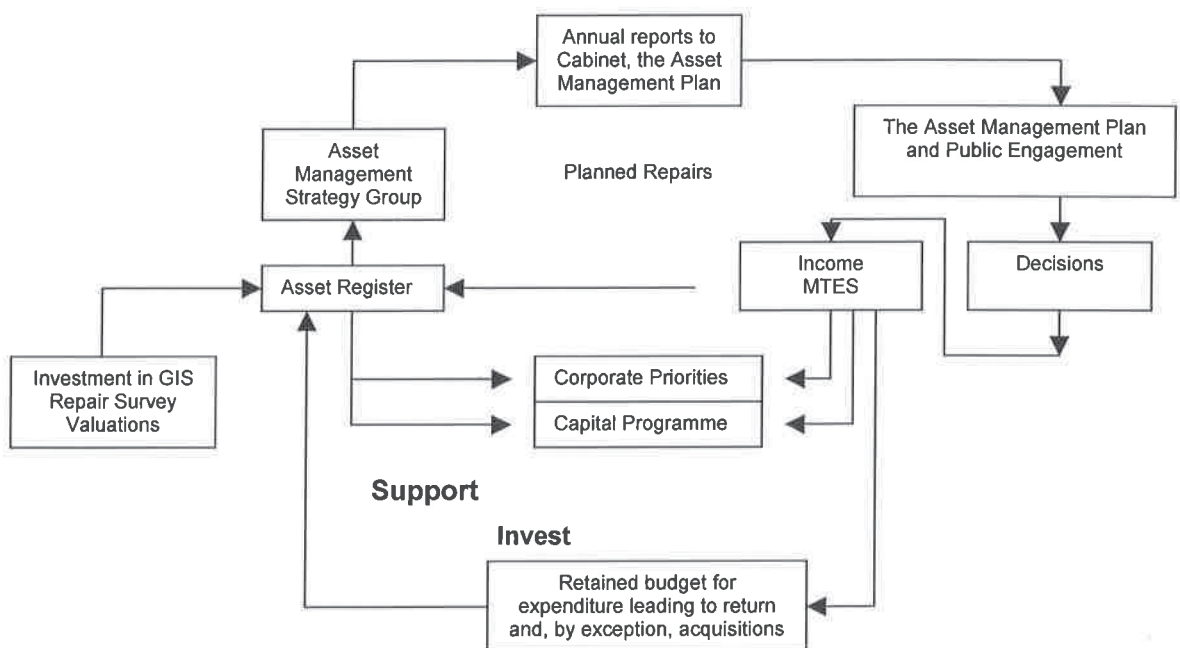 Annual reports to
Cabinet, the Asset
Management Plan
The Asset Management Plan
and Public Engagement
Asset
Management
Strategy Group
Planned Repairs
Income
MTES
Decisions
Asset Register
Investment in GIS
Repair Survey
Valuations
Corporate Priorities
Capital Programme
Support
Invest
Retained budget for
expenditure leading to return
and, by exception, acquisitions